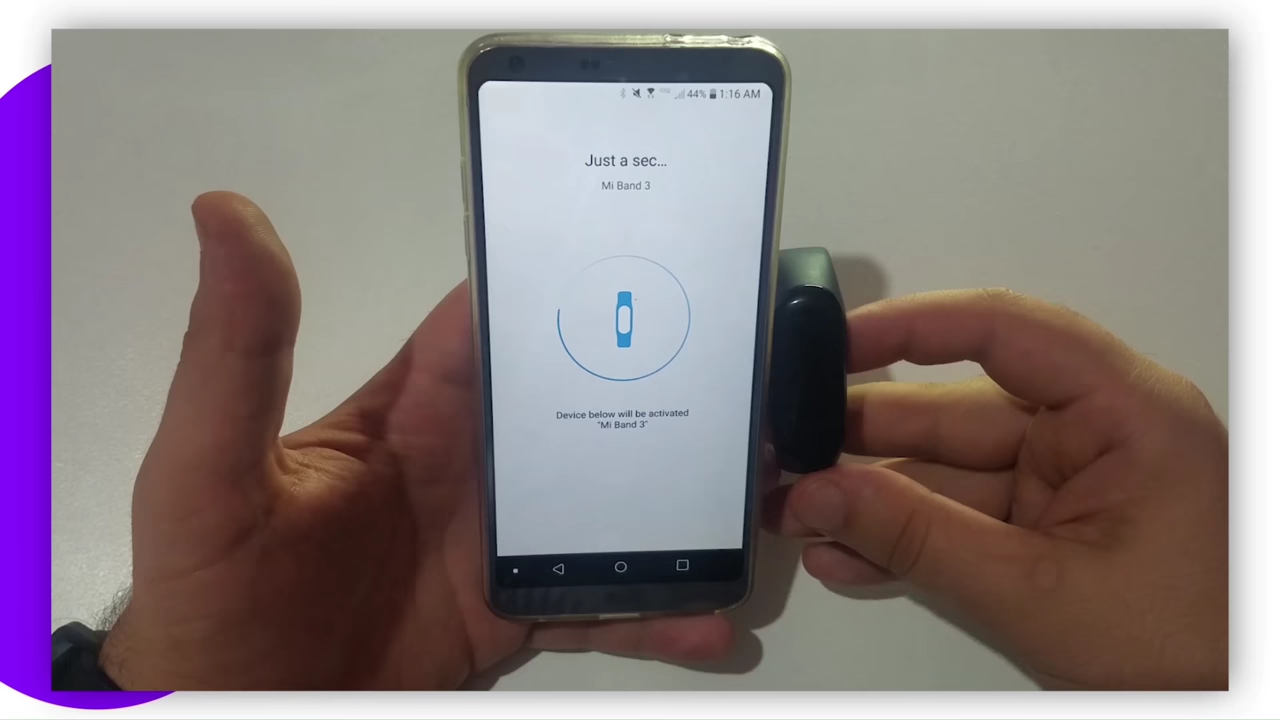 44% 1:16 AM
Just a sec...
Mi Band 3
Device below will be activated
"Mi Band 3"